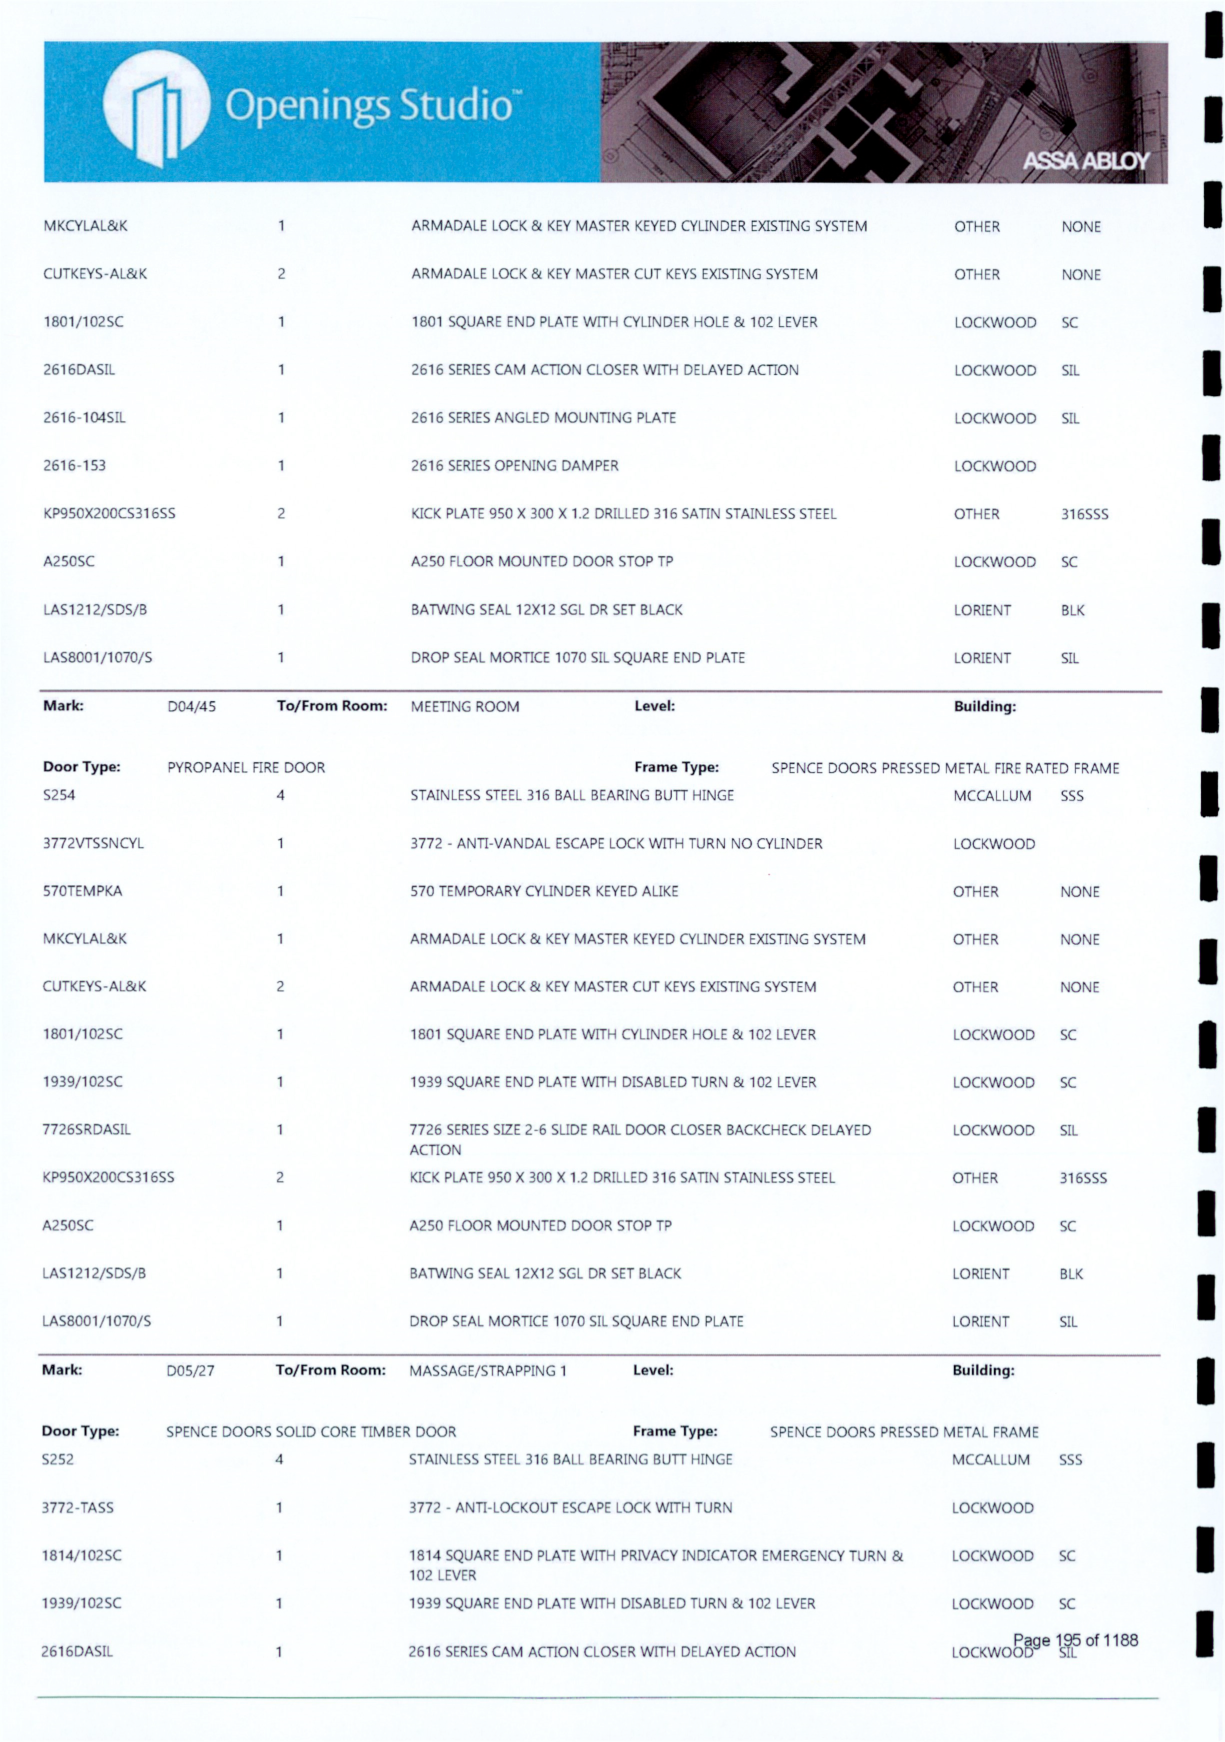 Openings Studio™
ASSA ABLOY
MKCYLAL&K 1 ARMADALE LOCK & KEY MASTER KEYED CYLINDER EXISTING SYSTEM OTHER NONE
CUTKEYS-AL&K 2 ARMADALE LOCK & KEY MASTER CUT KEYS EXISTING SYSTEM OTHER NONE
1801/102SC 1 1801 SQUARE END PLATE WITH CYLINDER HOLE & 102 LEVER LOCKWOOD SC
2616DASIL 1 2616 SERIES CAM ACTION CLOSER WITH DELAYED ACTION LOCKWOOD SIL
2616-104SIL 1 2616 SERIES ANGLED MOUNTING PLATE LOCKWOOD SIL
2616-153 1 2616 SERIES OPENING DAMPER LOCKWOOD
KP950X200CS316SS 2 KICK PLATE 950 X 300 X 1.2 DRILLED 316 SATIN STAINLESS STEEL OTHER 316SSS
A250SC 1 A250 FLOOR MOUNTED DOOR STOP TP LOCKWOOD SC
LAS1212/SDS/B 1 BATWING SEAL 12X12 SGL DR SET BLACK LORIENT BLK
LAS8001/1070/S 1 DROP SEAL MORTICE 1070 SIL SQUARE END PLATE LORIENT SIL
Mark: D04/45 To/From Room: MEETING ROOM Level: Building:
Door Type: PYROPANEL FIRE DOOR Frame Type: SPENCE DOORS PRESSED METAL FIRE RATED FRAME
S254 4 STAINLESS STEEL 316 BALL BEARING BUTT HINGE MCCALLUM SSS
3772VTSSNCYL 1 3772 - ANTI-VANDAL ESCAPE LOCK WITH TURN NO CYLINDER LOCKWOOD
570TEMPKA 1 570 TEMPORARY CYLINDER KEYED ALIKE OTHER NONE
MKCYLAL&K 1 ARMADALE LOCK & KEY MASTER KEYED CYLINDER EXISTING SYSTEM OTHER NONE
CUTKEYS-AL&K 2 ARMADALE LOCK & KEY MASTER CUT KEYS EXISTING SYSTEM OTHER NONE
1801/102SC 1 1801 SQUARE END PLATE WITH CYLINDER HOLE & 102 LEVER LOCKWOOD SC
1939/102SC 1 1939 SQUARE END PLATE WITH DISABLED TURN & 102 LEVER LOCKWOOD SC
7726SRDASIL 1 7726 SERIES SIZE 2-6 SLIDE RAIL DOOR CLOSER BACKCHECK DELAYED LOCKWOOD SIL
ACTION
KP950X200CS316SS 2 KICK PLATE 950 X 300 X 1.2 DRILLED 316 SATIN STAINLESS STEEL OTHER 316SSS
A250SC 1 A250 FLOOR MOUNTED DOOR STOP TP LOCKWOOD SC
LAS1212/SDS/B 1 BATWING SEAL 12X12 SGL DR SET BLACK LORIENT BLK
LAS8001/1070/S 1 DROP SEAL MORTICE 1070 SIL SQUARE END PLATE LORIENT SIL
Mark: D05/27 To/From Room: MASSAGE/STRAPPING 1 Level: Building:
Door Type: SPENCE DOORS SOLID CORE TIMBER DOOR Frame Type: SPENCE DOORS PRESSED METAL FRAME
S252 4 STAINLESS STEEL 316 BALL BEARING BUTT HINGE MCCALLUM SSS
3772-TASS 1 3772 - ANTI-LOCKOUT ESCAPE LOCK WITH TURN LOCKWOOD
1814/102SC 1 1814 SQUARE END PLATE WITH PRIVACY INDICATOR EMERGENCY TURN & LOCKWOOD SC
102 LEVER
1939/102SC 1 1939 SQUARE END PLATE WITH DISABLED TURN & 102 LEVER LOCKWOOD SC
2616DASIL 1 2616 SERIES CAM ACTION CLOSER WITH DELAYED ACTION LOCKWOOD SIL
Page 195 of 1188